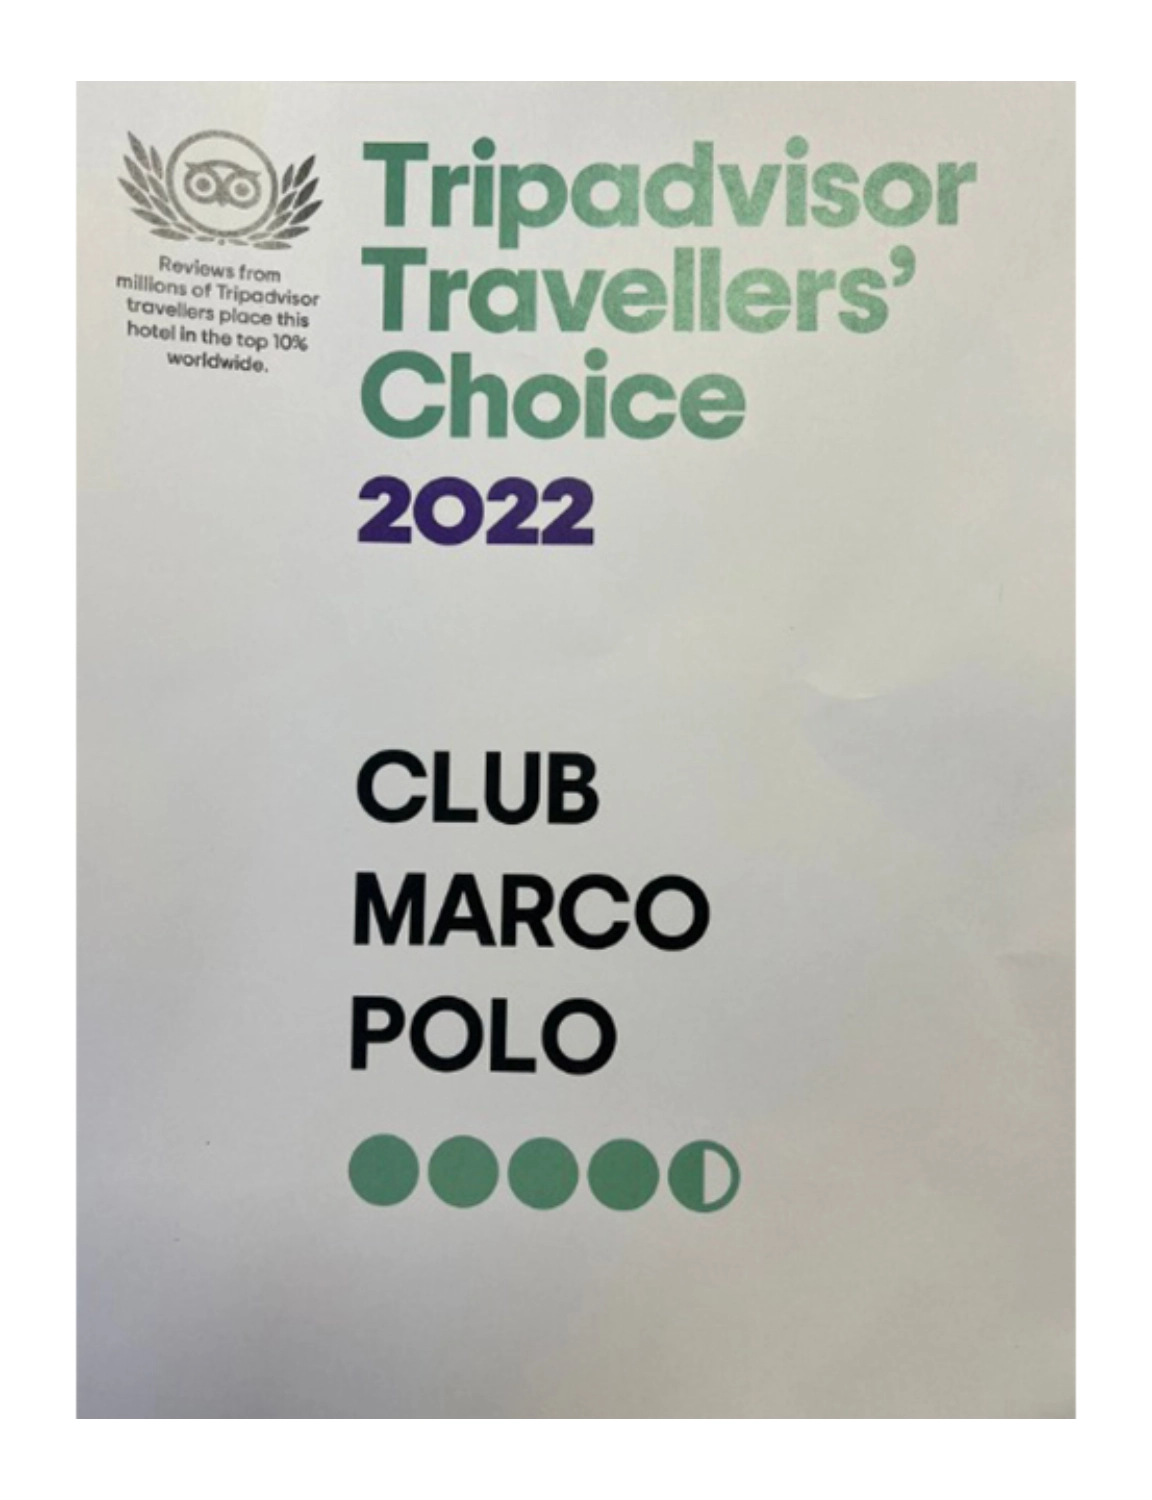 Reviews from
millions of Tripadvisor
travellers place this
hotel in the top 10%
worldwide.
Tripadvisor
Travellers’
Choice
2022
CLUB
MARCO
POLO